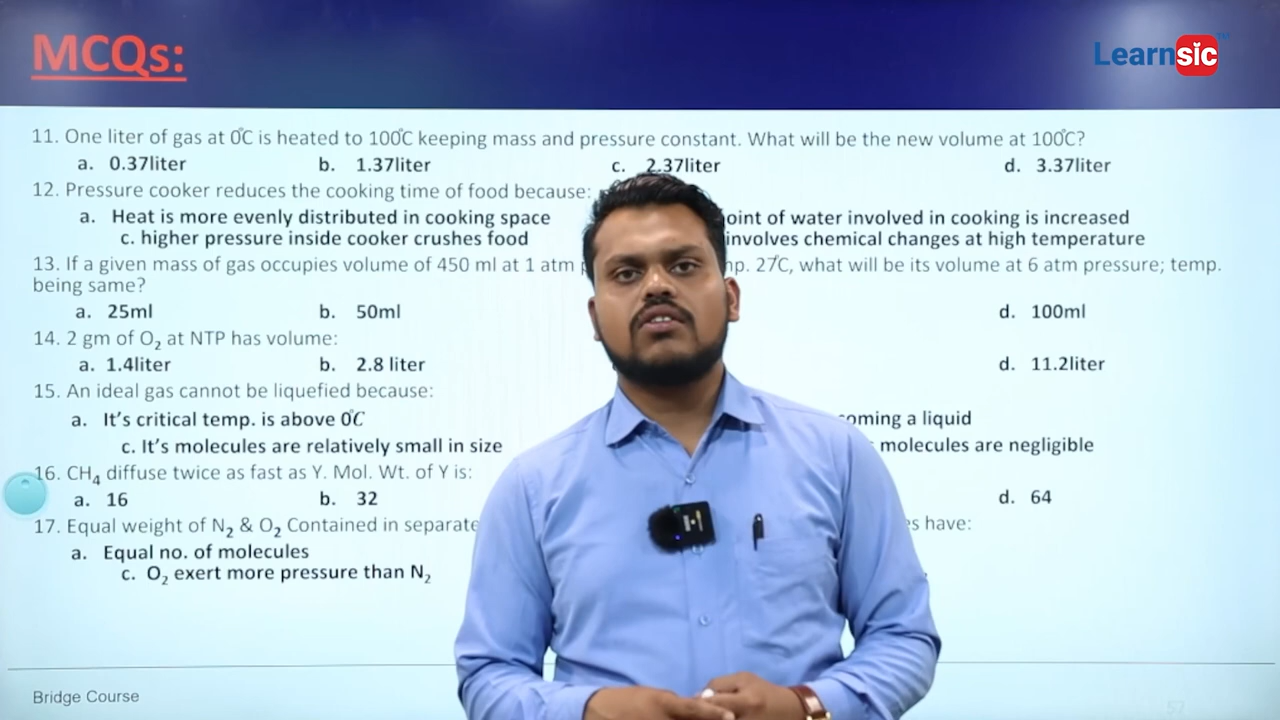 MCQs:
Learnsic
11. One liter of gas at 0℃ is heated to 100℃ keeping mass and pressure constant. What will be the new volume at 100℃?
a. 0.37liter b. 1.37liter c. 2.37liter d. 3.37liter
12. Pressure cooker reduces the cooking time of food because:
a. Heat is more evenly distributed in cooking space oint of water involved in cooking is increased
c. higher pressure inside cooker crushes food involves chemical changes at high temperature
13. If a given mass of gas occupies volume of 450 ml at 1 atm p mp. 27℃, what will be its volume at 6 atm pressure; temp.
being same?
a. 25ml b. 50ml d. 100ml
14. 2 gm of O₂ at NTP has volume:
a. 1.4liter b. 2.8 liter d. 11.2liter
15. An ideal gas cannot be liquefied because:
a. It's critical temp. is above 0℃ coming a liquid
c. It's molecules are relatively small in size molecules are negligible
16. CH₄ diffuse twice as fast as Y. Mol. Wt. of Y is:
a. 16 b. 32 d. 64
17. Equal weight of N₂ & O₂ Contained in separate es have:
a. Equal no. of molecules
c. O₂ exert more pressure than N₂
Bridge Course